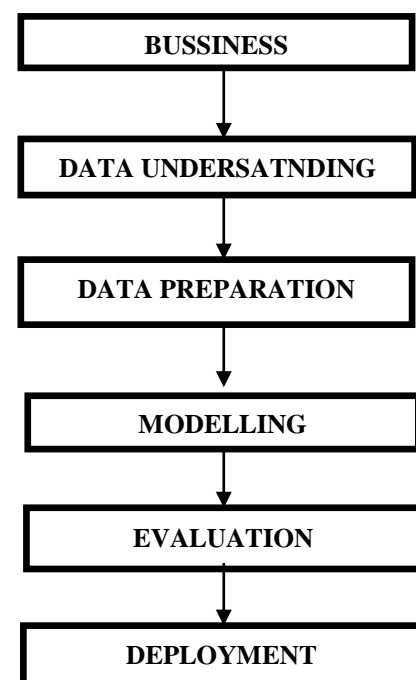 BUSSINESS
DATA UNDERSATNDING
DATA PREPARATION
MODELLING
EVALUATION
DEPLOYMENT